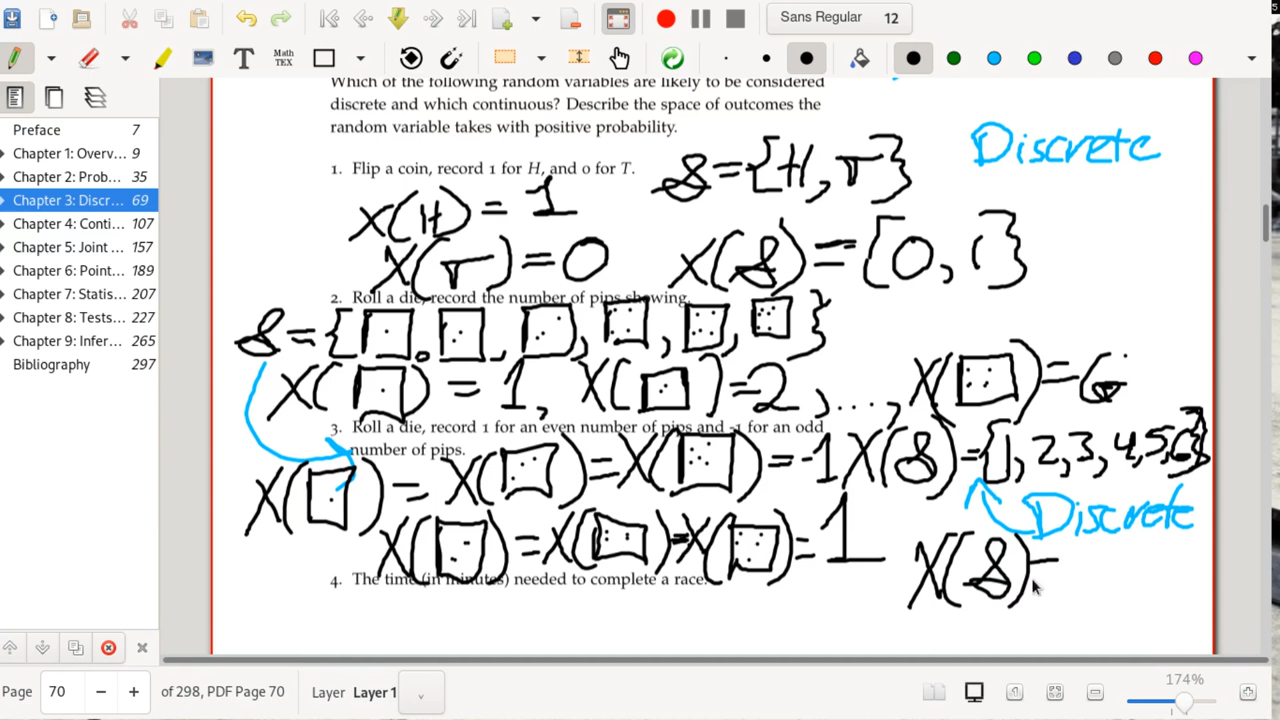 Sans Regular 12
Math
TEX
Preface 7
Chapter 1: Overv... 9
Chapter 2: Prob... 35
Chapter 3: Discr... 69
Chapter 4: Conti... 107
Chapter 5: Joint ... 157
Chapter 6: Point... 189
Chapter 7: Statis... 207
Chapter 8: Tests... 227
Chapter 9: Infer... 265
Bibliography 297
Which of the following random variables are likely to be considered
discrete and which continuous? Describe the space of outcomes the
random variable takes with positive probability.
Discrete
1. Flip a coin, record 1 for H, and 0 for T.
S={H,T}
X(H)=1
X(T)=0 X(S)={0,1}
2. Roll a die, record the number of pips showing.
S={ , , , , , }
X( )=1, X( )=2,...,X( )=6
3. Roll a die, record 1 for an even number of pips and -1 for an odd
number of pips.
X(S)={1,2,3,4,5,6}
X( )=X( )=X( )=-1
Discrete
X( )=X( )=X( )=1
X(S)=
4. The time (in minutes) needed to complete a race.
Page 70 of 298, PDF Page 70 Layer Layer 1 174%